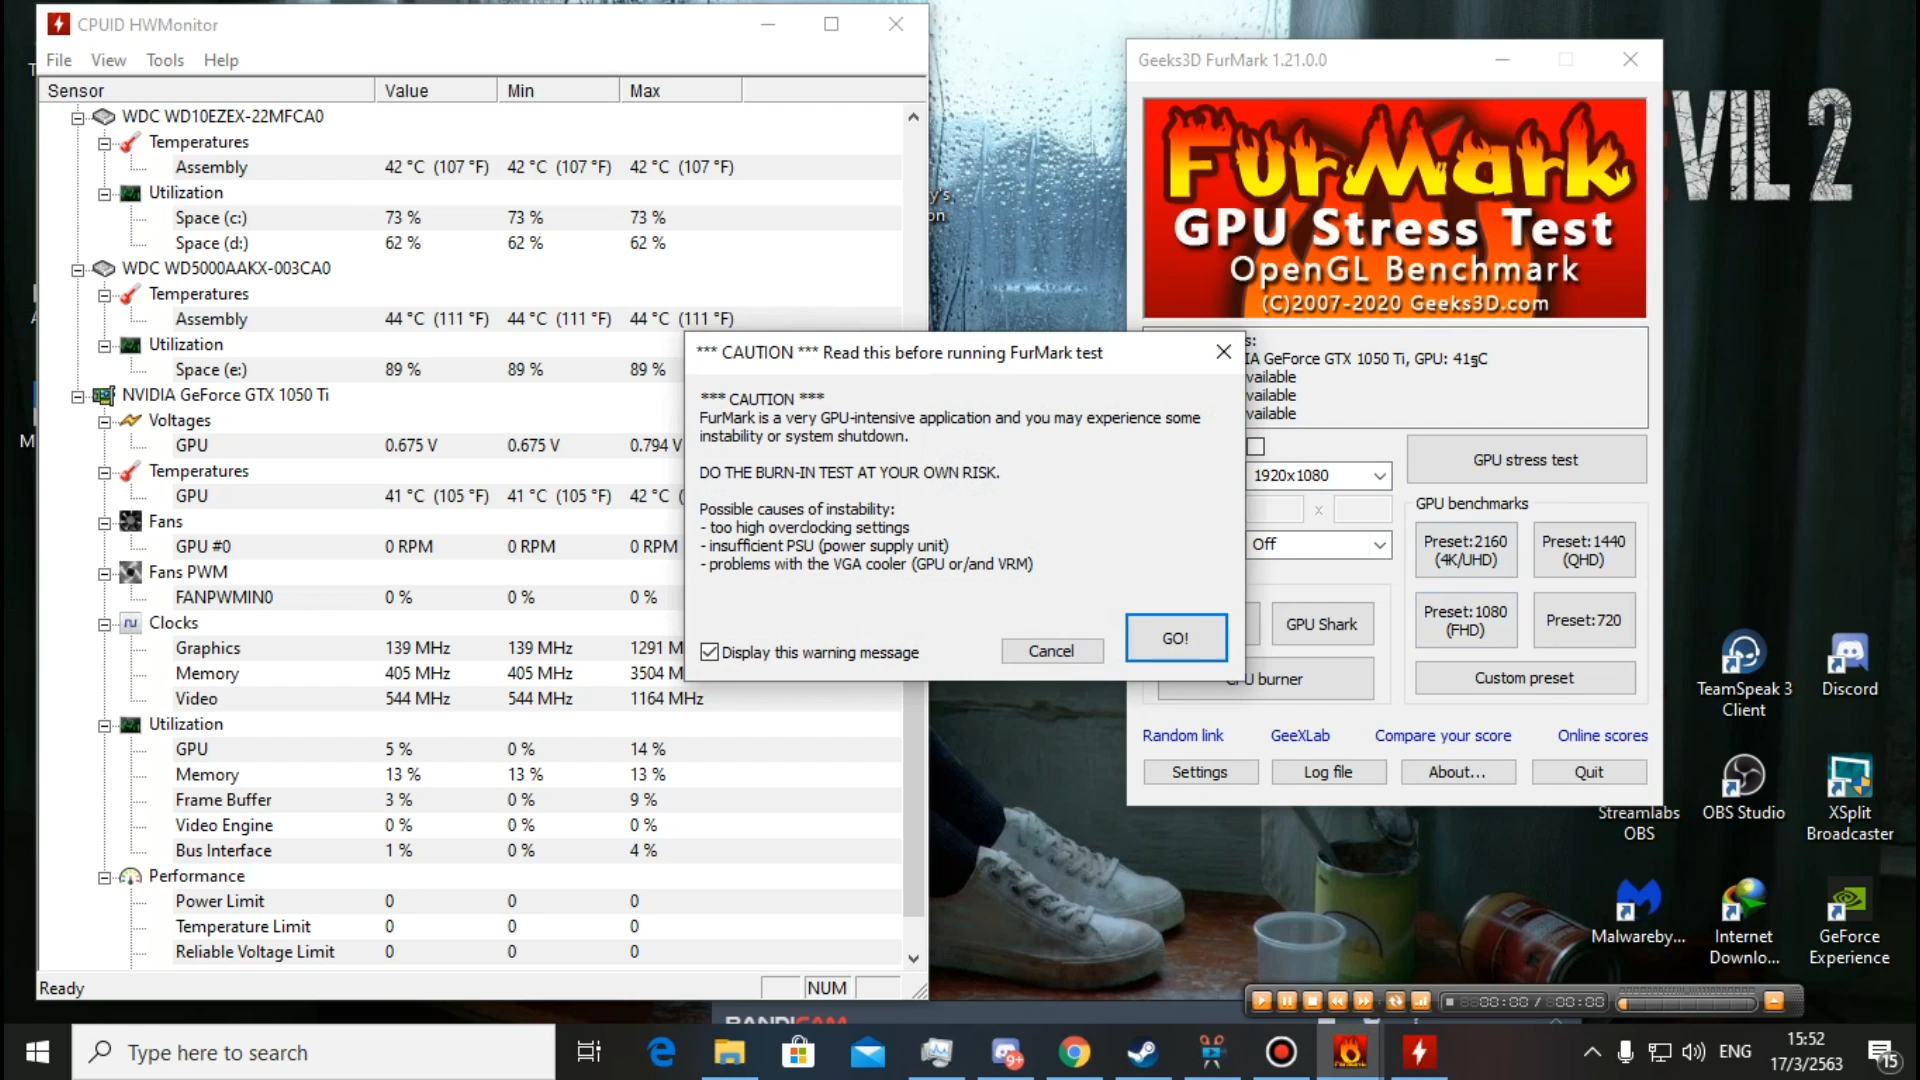 CPUID HWMonitor
File View Tools Help
Sensor Value Min Max
WDC WD10EZEX-22MFCA0
Temperatures
Assembly 42 °C (107 °F) 42 °C (107 °F) 42 °C (107 °F)
Utilization
Space (c:) 73 % 73 % 73 %
Space (d:) 62 % 62 % 62 %
WDC WD5000AAKX-003CA0
Temperatures
Assembly 44 °C (111 °F) 44 °C (111 °F) 44 °C (111 °F)
Utilization
Space (e:) 89 % 89 % 89 %
NVIDIA GeForce GTX 1050 Ti
Voltages
GPU 0.675 V 0.675 V 0.794 V
Temperatures
GPU 41 °C (105 °F) 41 °C (105 °F) 42 °C (
Fans
GPU #0 0 RPM 0 RPM 0 RPM
Fans PWM
FANPWMIN0 0 % 0 % 0 %
Clocks
Graphics 139 MHz 139 MHz 1291 M
Memory 405 MHz 405 MHz 3504 M
Video 544 MHz 544 MHz 1164 MHz
Utilization
GPU 5 % 0 % 14 %
Memory 13 % 13 % 13 %
Frame Buffer 3 % 0 % 9 %
Video Engine 0 % 0 % 0 %
Bus Interface 1 % 0 % 4 %
Performance
Power Limit 0 0 0
Temperature Limit 0 0 0
Reliable Voltage Limit 0 0 0
Ready NUM
*** CAUTION *** Read this before running FurMark test
*** CAUTION ***
FurMark is a very GPU-intensive application and you may experience some
instability or system shutdown.
DO THE BURN-IN TEST AT YOUR OWN RISK.
Possible causes of instability:
- too high overclocking settings
- insufficient PSU (power supply unit)
- problems with the VGA cooler (GPU or/and VRM)
Display this warning message Cancel GO!
Geeks3D FurMark 1.21.0.0
FurMark
GPU Stress Test
OpenGL Benchmark
(C)2007-2020 Geeks3D.com
s:
IA GeForce GTX 1050 Ti, GPU: 41§C
vailable
vailable
vailable
1920x1080
x
Off
GPU stress test
GPU benchmarks
Preset:2160
(4K/UHD)
Preset:1440
(QHD)
Preset:1080
(FHD)
Preset:720
GPU Shark
burner
Custom preset
Random link GeeXLab Compare your score Online scores
Settings Log file About... Quit
VIL 2
TeamSpeak 3
Client
Discord
Streamlabs
OBS
OBS Studio
XSplit
Broadcaster
Malwareby...
Internet
Downlo...
GeForce
Experience
00:00 / 00:00
BANDICAM
Type here to search
9+
ENG
15:52
17/3/2563
15